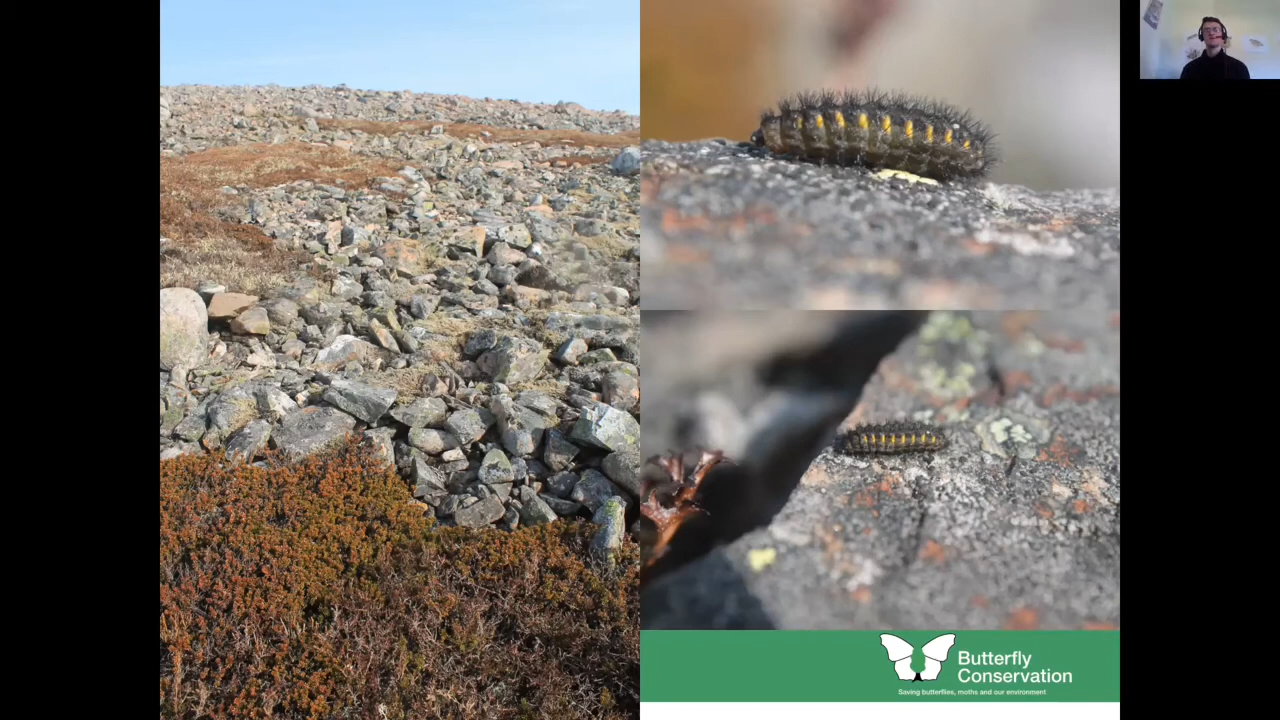 Butterfly
Conservation
Saving butterflies, moths and our environment